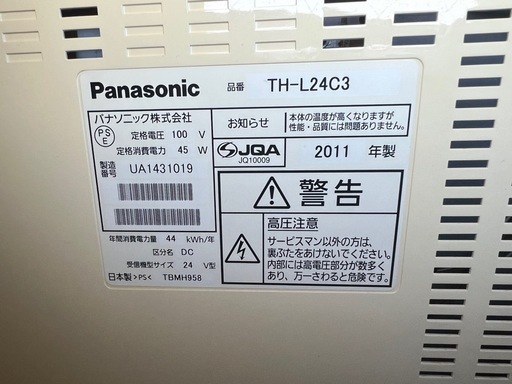 Panasonic 品番 TH-L24C3
パナソニック株式会社
PS
E
定格電圧 100 V
定格消費電力 45 W
製造
番号 UA1431019
お知らせ
本体の温度が高くなりますが
性能・品質には問題ありません。
JQA
JQ10009
2011 年製
警告
高圧注意
サービスマン以外の方は、
裏ぶたをあけないでください。
内部には高電圧部分が数多く
あり、万一さわると危険です。
年間消費電力量 44 kWh/年
区分名 DC
受信機型サイズ 24 V型
日本製 >PS< TBMH958